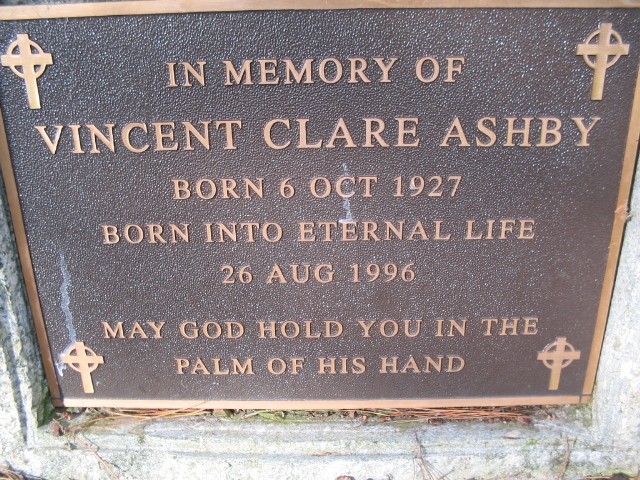 IN MEMORY OF
VINCENT CLARE ASHBY
BORN 6 OCT 1927
BORN INTO ETERNAL LIFE
26 AUG 1996
MAY GOD HOLD YOU IN THE
PALM OF HIS HAND